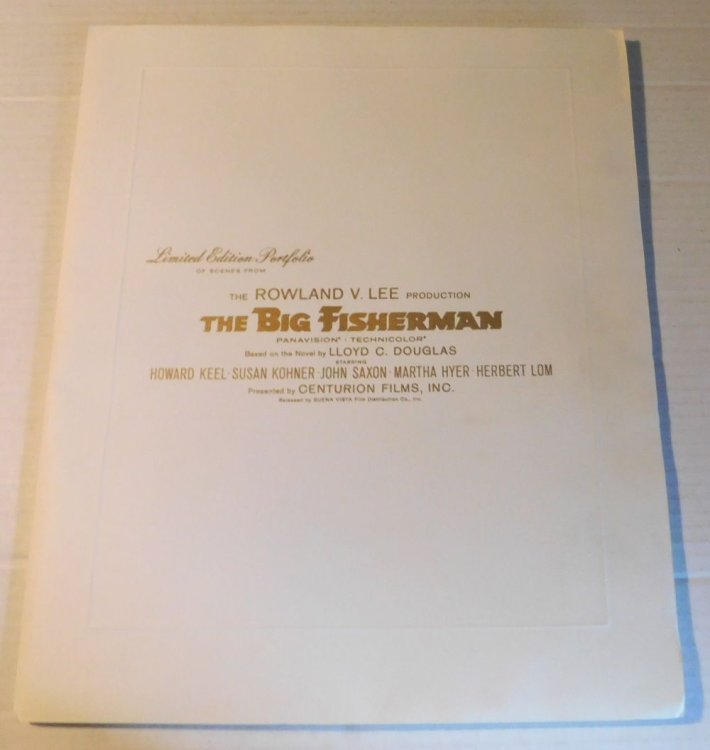 Limited Edition Portfolio
OF SCENES FROM
THE ROWLAND V. LEE PRODUCTION
THE BIG FISHERMAN
PANAVISION® · TECHNICOLOR®
Based on the Novel by LLOYD C. DOUGLAS
STARRING
HOWARD KEEL · SUSAN KOHNER · JOHN SAXON · MARTHA HYER · HERBERT LOM
Presented by CENTURION FILMS, INC.
Released by BUENA VISTA Film Distribution Co., Inc.